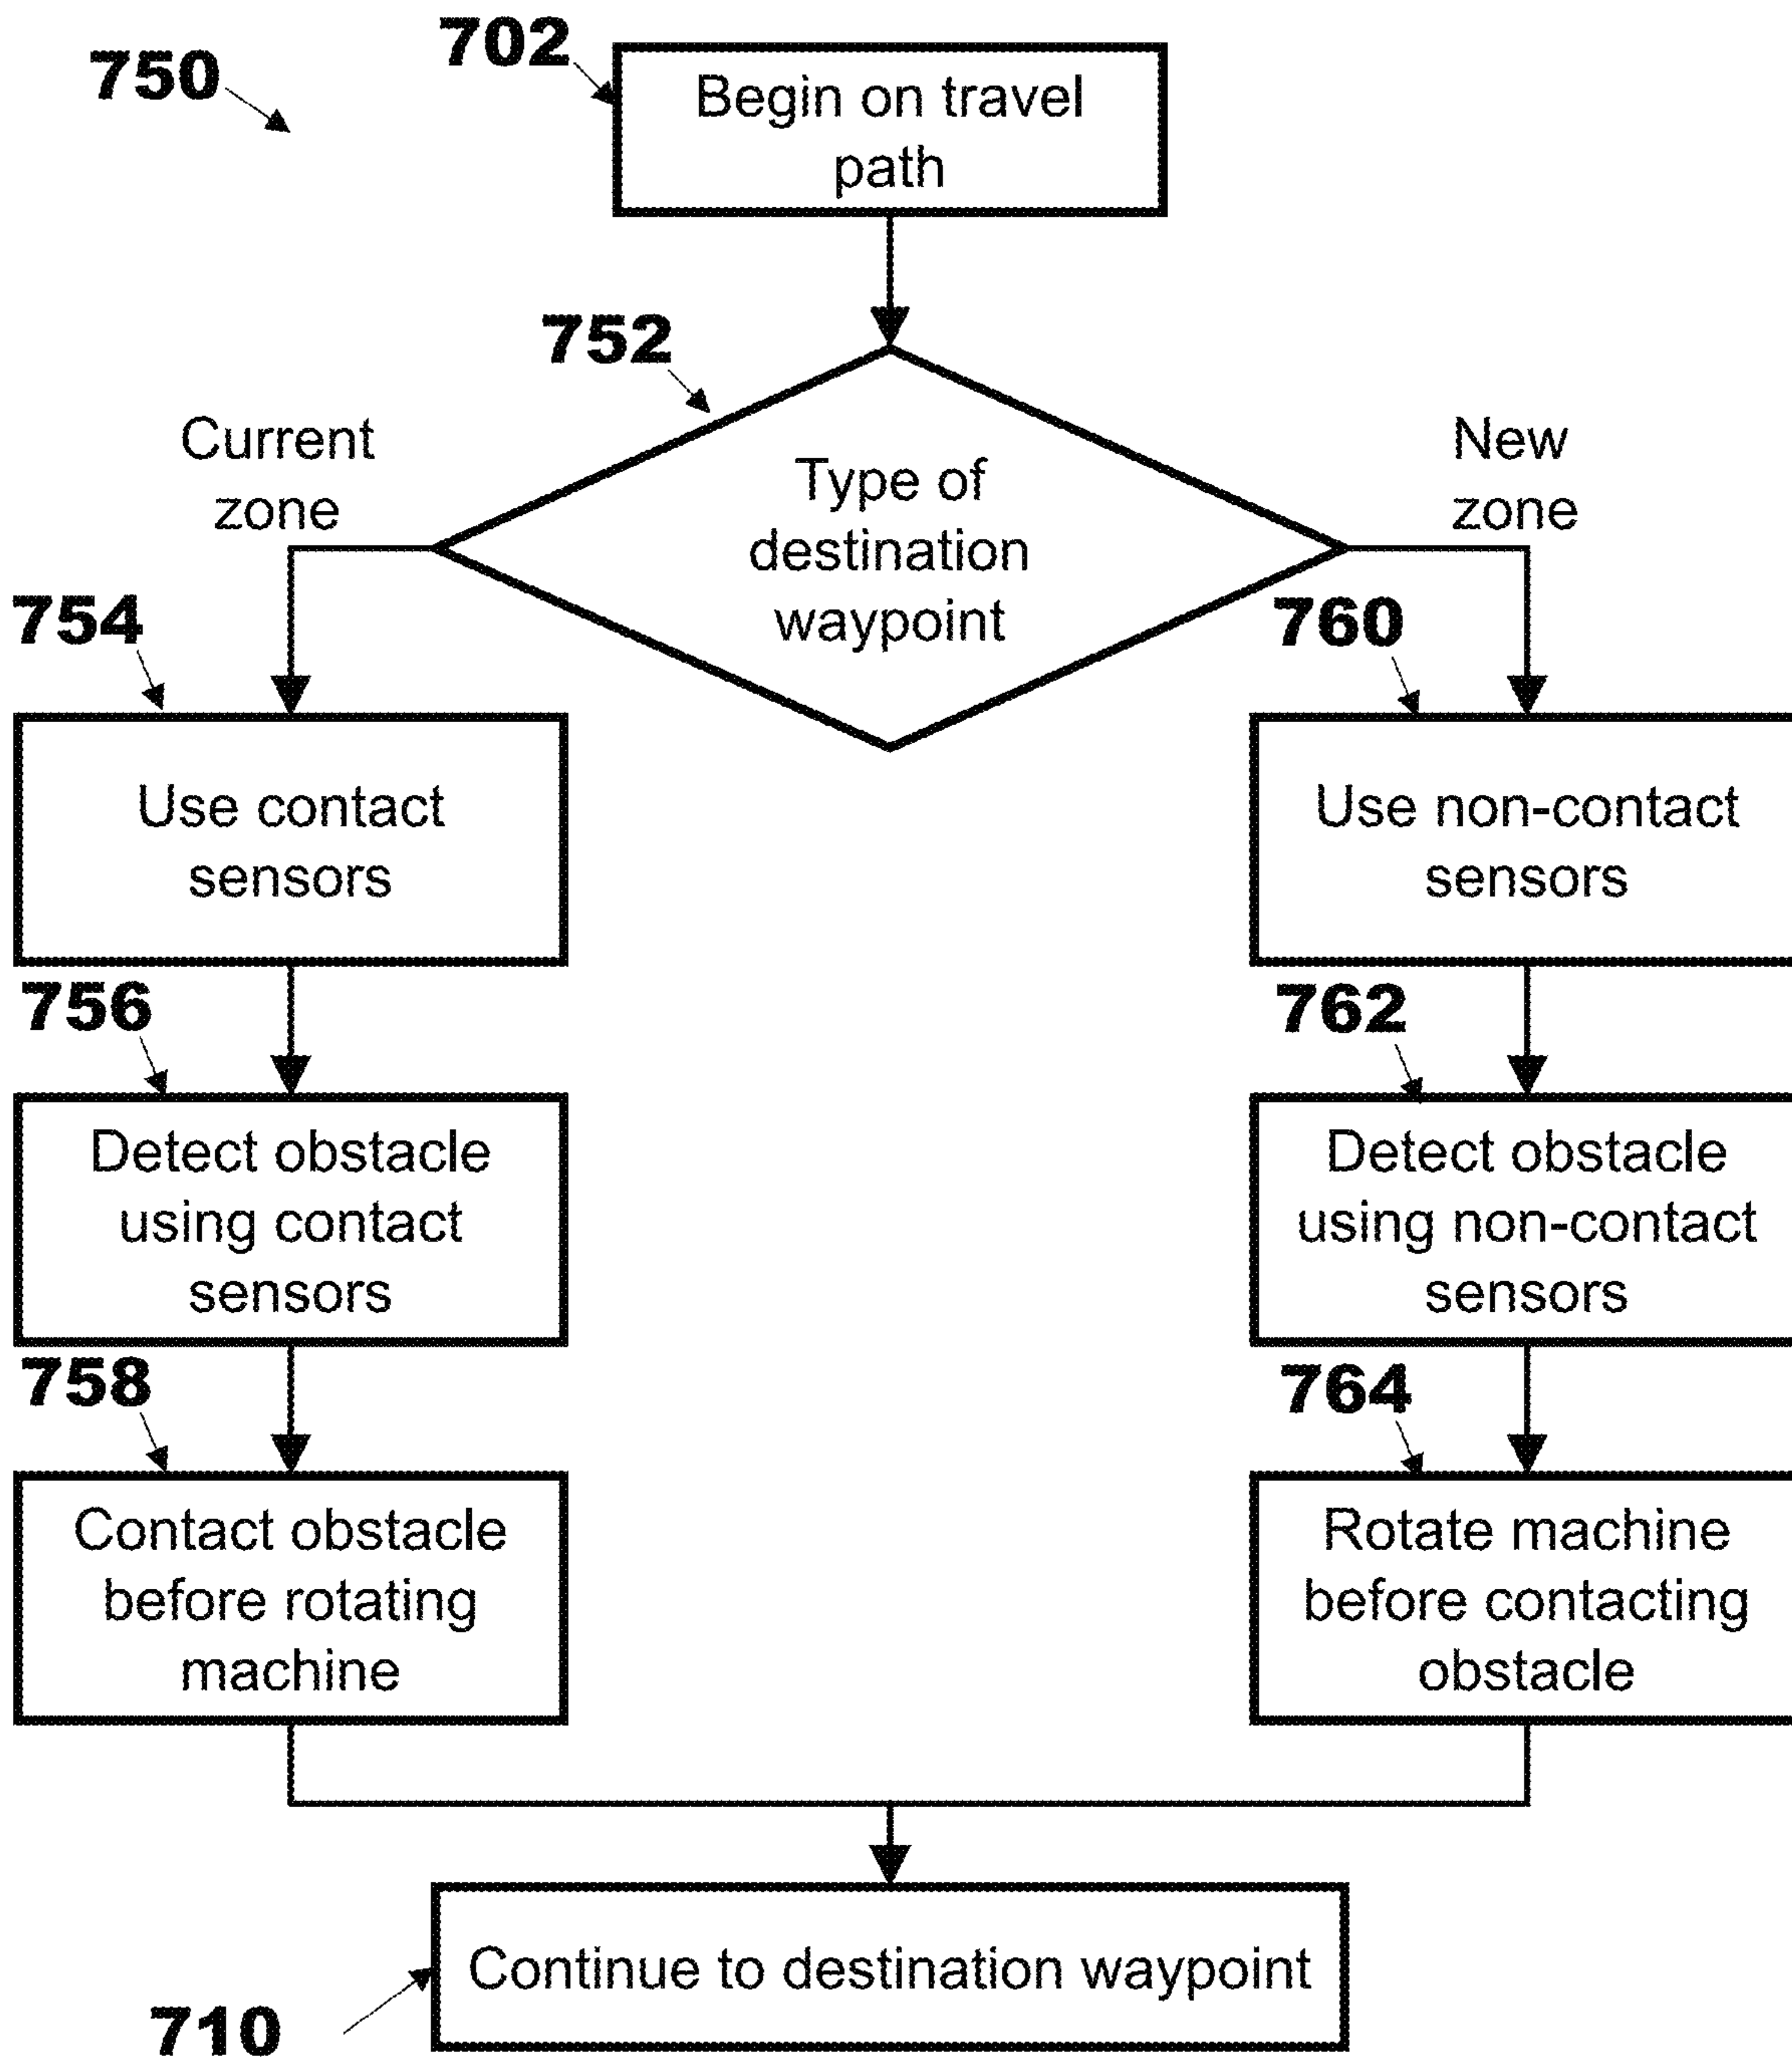 750
702
Begin on travel
path
752
Current
zone
Type of
destination
waypoint
New
zone
754
Use contact
sensors
760
Use non-contact
sensors
756
Detect obstacle
using contact
sensors
762
Detect obstacle
using non-contact
sensors
758
Contact obstacle
before rotating
machine
764
Rotate machine
before contacting
obstacle
Continue to destination waypoint
710